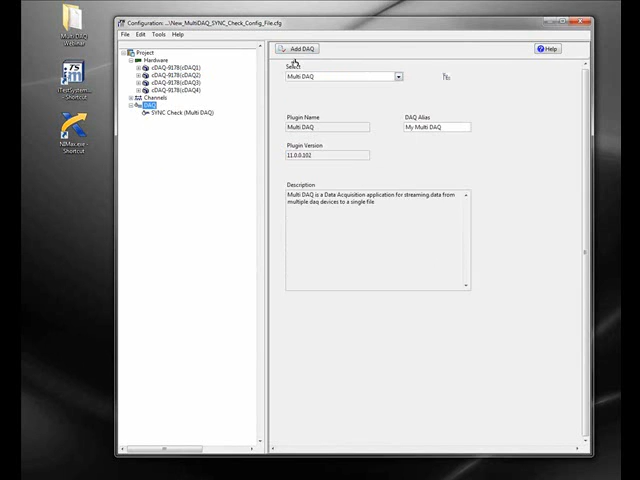 Multi DAQ
Webinar
iTestSystem...
- Shortcut
NIMax.exe -
Shortcut
Configuration: ...\New_MultiDAQ_SYNC_Check_Config_File.cfg
File Edit Tools Help
Project
Hardware
cDAQ-9178(cDAQ1)
cDAQ-9178(cDAQ2)
cDAQ-9178(cDAQ3)
cDAQ-9178(cDAQ4)
Channels
DAQ
SYNC Check (Multi DAQ)
Add DAQ
Help
Select
Multi DAQ
Plugin Name
DAQ Alias
Multi DAQ
My Multi DAQ
Plugin Version
11.0.0.102
Description
Multi DAQ is a Data Acquisition application for streaming data from
multiple daq devices to a single file